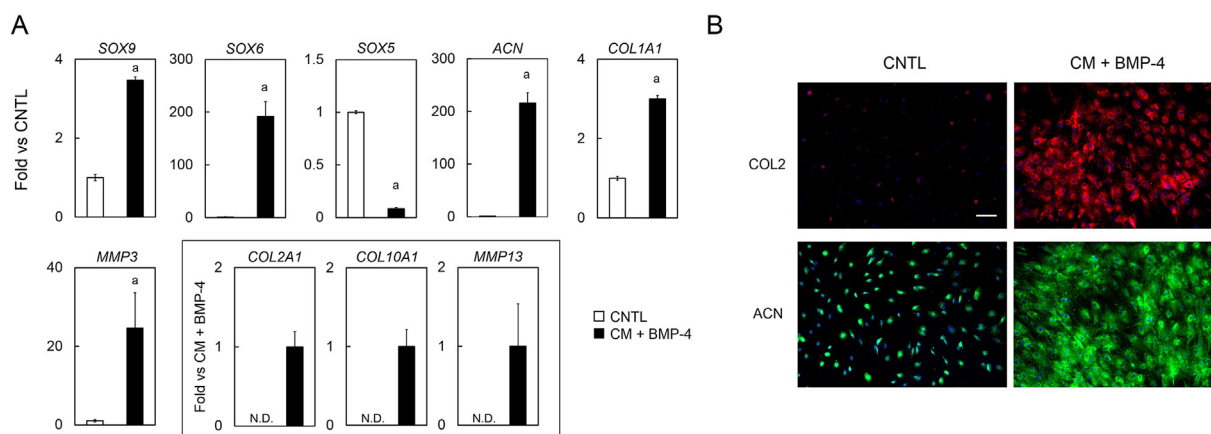 A
SOX9
SOX6
SOX5
ACN
COL1A1
Fold vs CNTL
4
2
0
a
300
200
100
0
a
1.5
1
0.5
0
a
300
200
100
0
a
4
2
0
a
MMP3
COL2A1
COL10A1
MMP13
40
20
0
a
Fold vs CM + BMP-4
2
1
0
N.D.
2
1
0
N.D.
2
1
0
N.D.
CNTL
CM + BMP-4
B
CNTL
CM + BMP-4
COL2
ACN